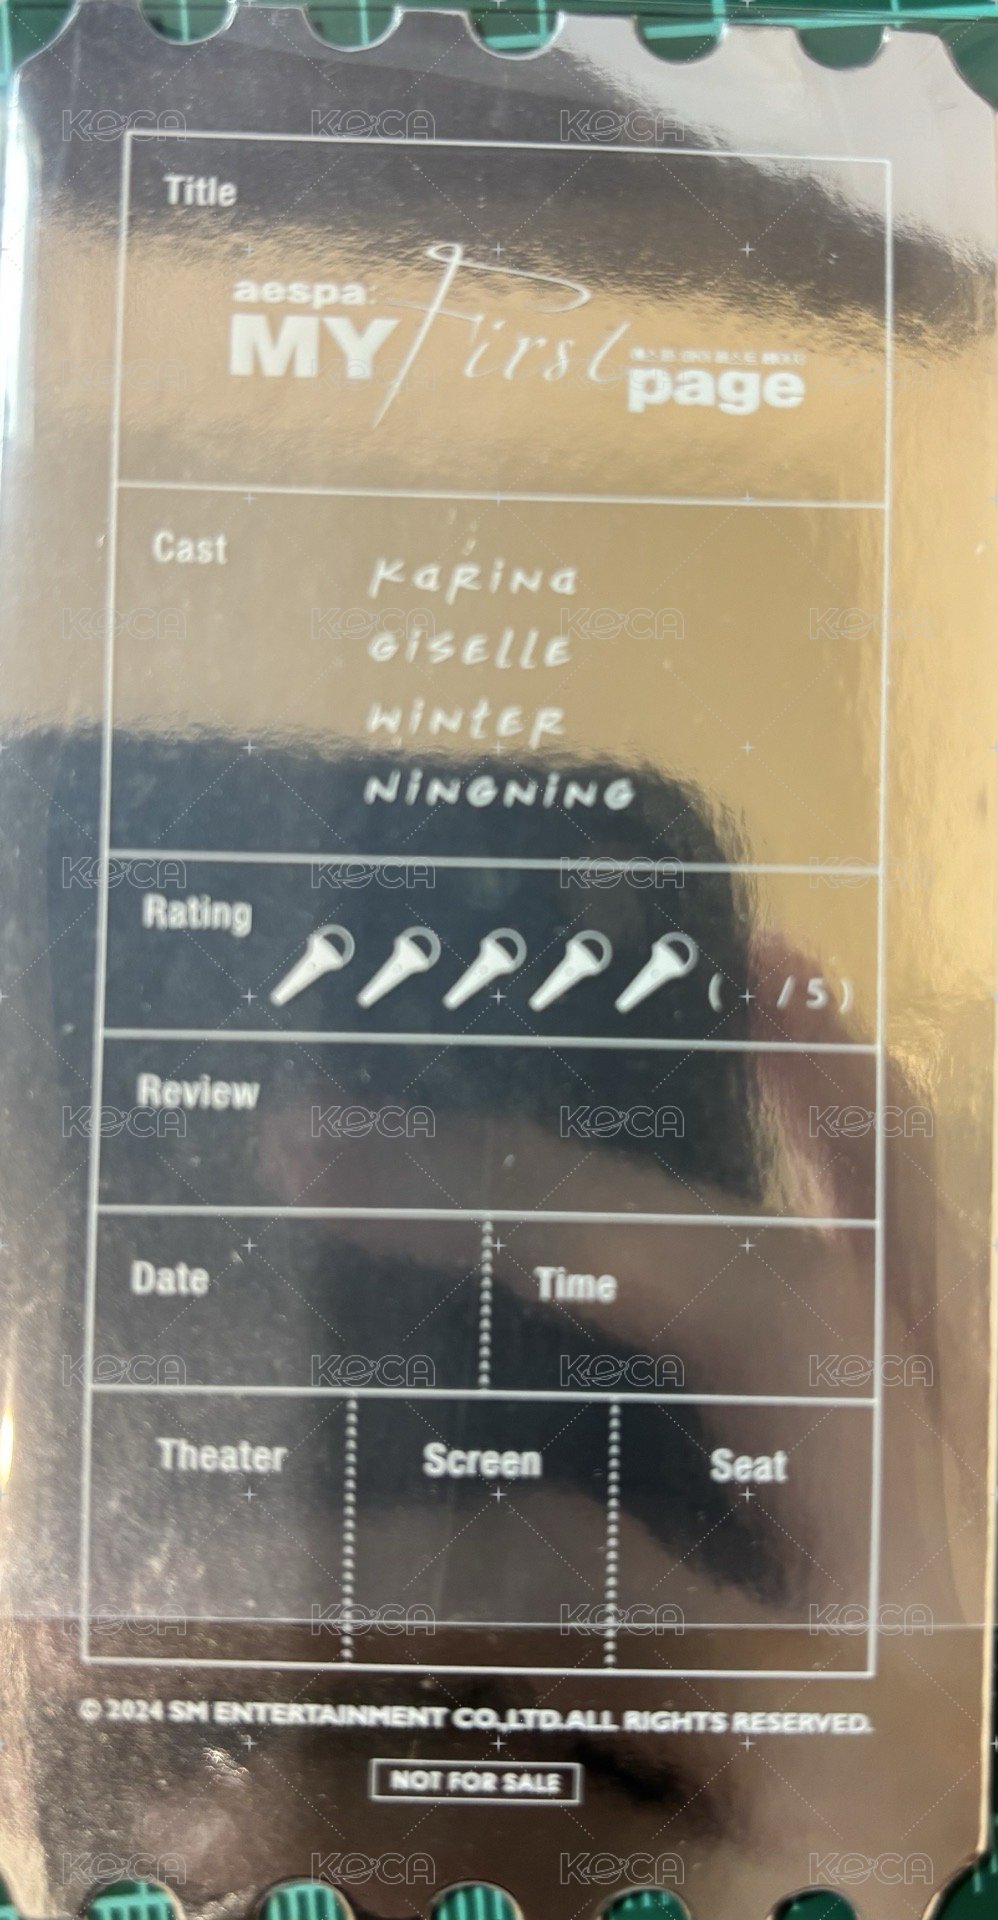 Title
aespa:
MY First page
Cast
KARINA
GISELLE
WINTER
NINGNING
Rating
( /5)
Review
Date Time
Theater Screen Seat
© 2024 SM ENTERTAINMENT CO.,LTD.ALL RIGHTS RESERVED.
NOT FOR SALE
KOCA